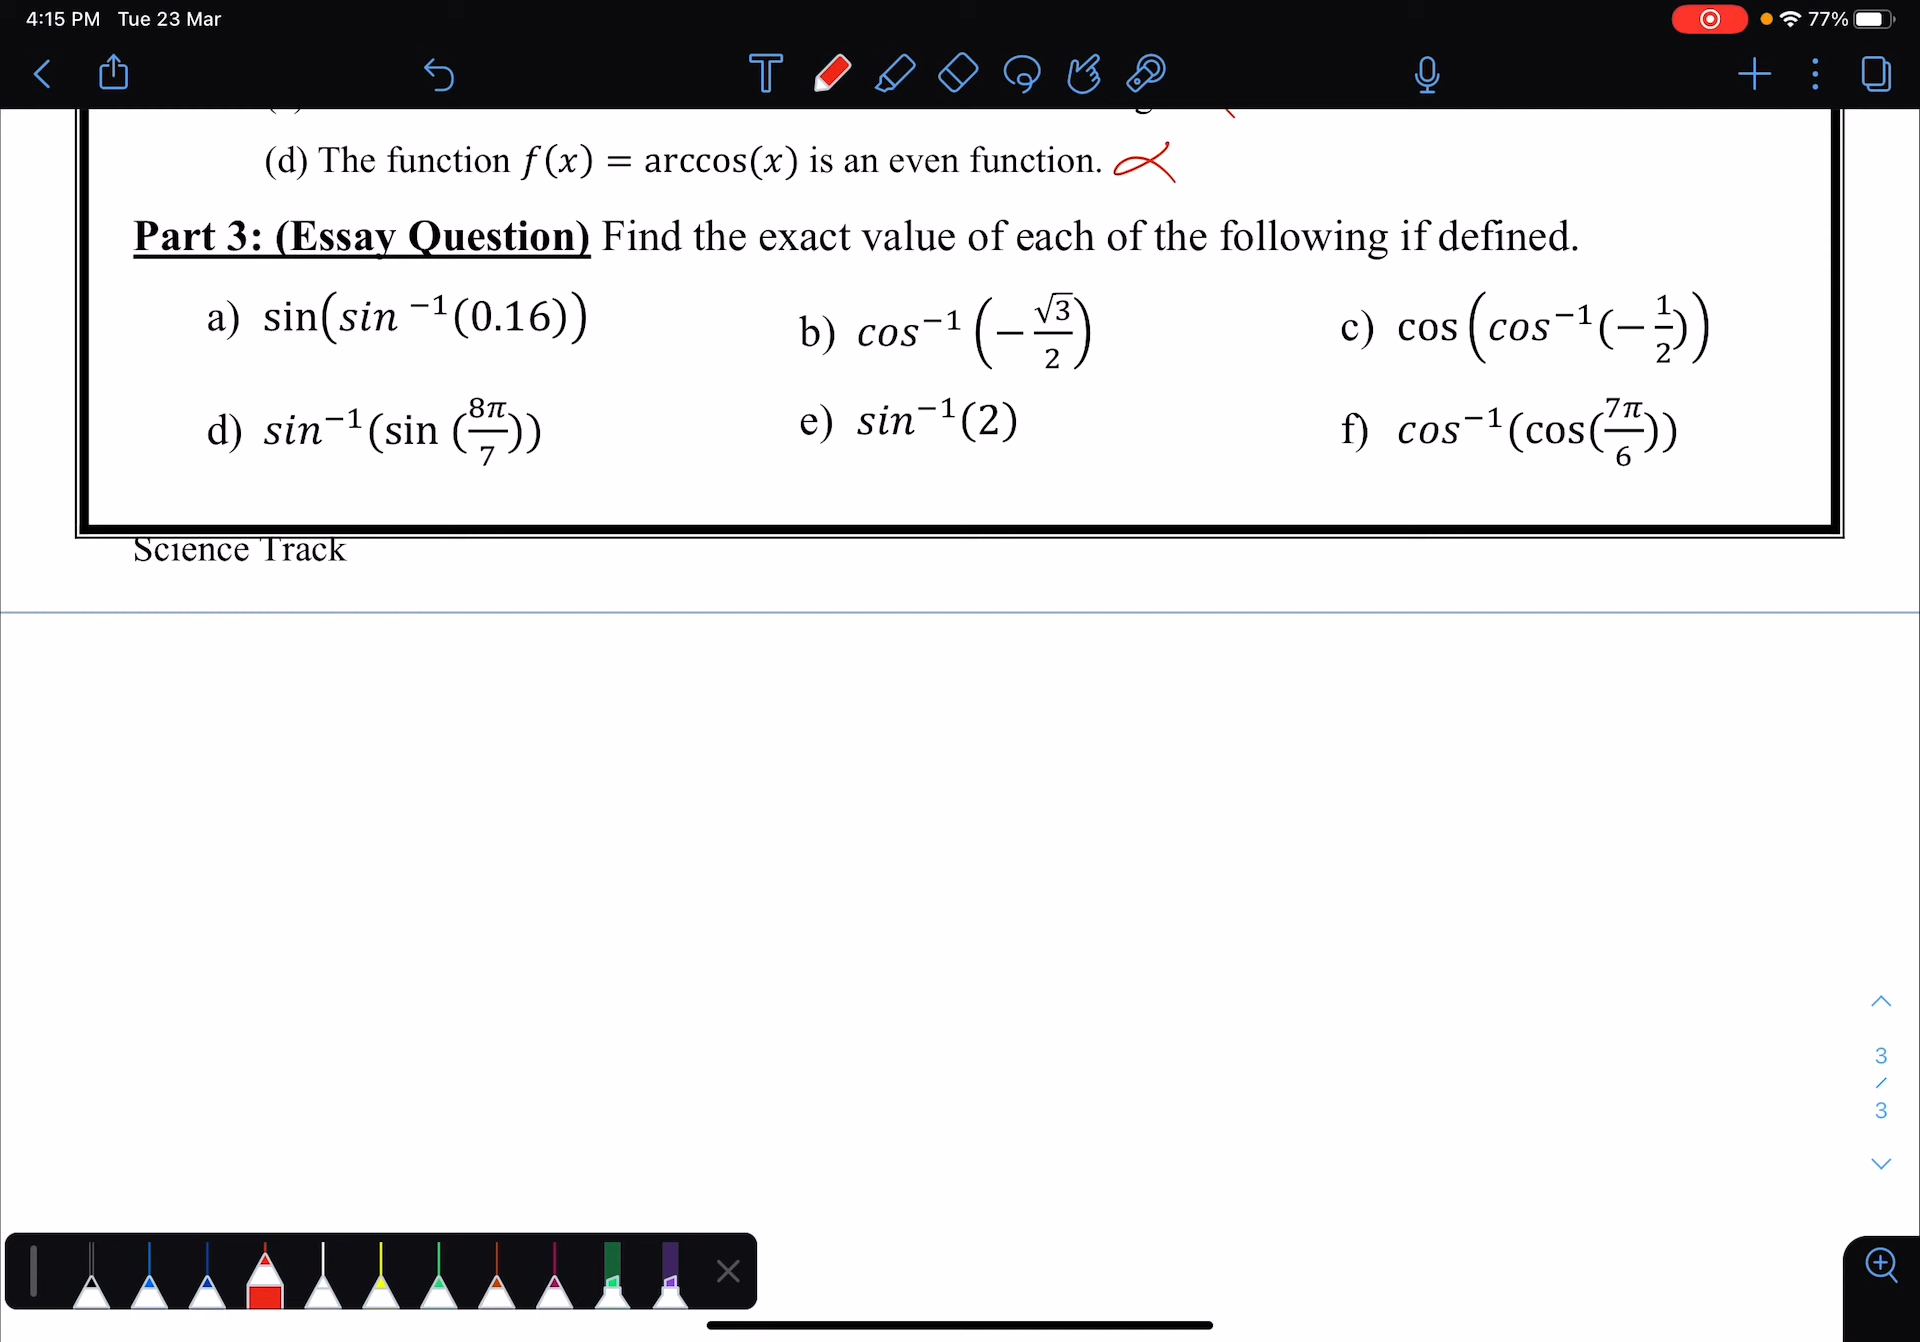 4:15 PM Tue 23 Mar
77%
(d) The function f(x) = arccos(x) is an even function.
Part 3: (Essay Question) Find the exact value of each of the following if defined.
a) sin(sin⁻¹(0.16)) b) cos⁻¹(−√3/2) c) cos(cos⁻¹(−1/2))
d) sin⁻¹(sin (8π/7)) e) sin⁻¹(2) f) cos⁻¹(cos(7π/6))
Science Track
3
/
3